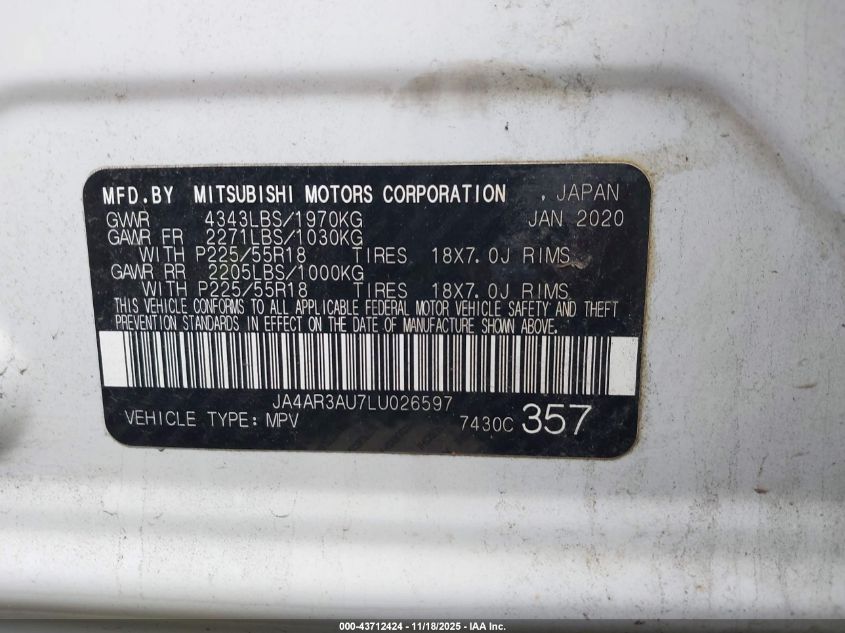 MFD.BY MITSUBISHI MOTORS CORPORATION , JAPAN
GVWR 4343LBS/1970KG JAN 2020
GAWR FR 2271LBS/1030KG
WITH P225/55R18 TIRES 18X7.0J RIMS
GAWR RR 2205LBS/1000KG
WITH P225/55R18 TIRES 18X7.0J RIMS
THIS VEHICLE CONFORMS TO ALL APPLICABLE FEDERAL MOTOR VEHICLE SAFETY AND THEFT
PREVENTION STANDARDS IN EFFECT ON THE DATE OF MANUFACTURE SHOWN ABOVE.
JA4AR3AU7LU026597
VEHICLE TYPE: MPV 7430C 357
000-43712424 - 11/18/2025 - IAA Inc.